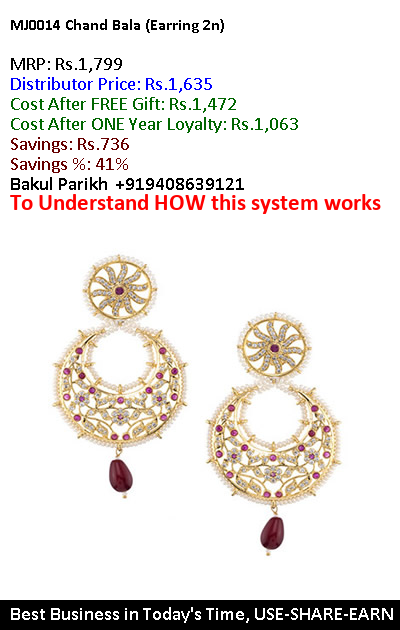 MJ0014 Chand Bala (Earring 2n)
MRP: Rs.1,799
Distributor Price: Rs.1,635
Cost After FREE Gift: Rs.1,472
Cost After ONE Year Loyalty: Rs.1,063
Savings: Rs.736
Savings %: 41%
Bakul Parikh +919408639121
To Understand HOW this system works
Best Business in Today's Time, USE-SHARE-EARN